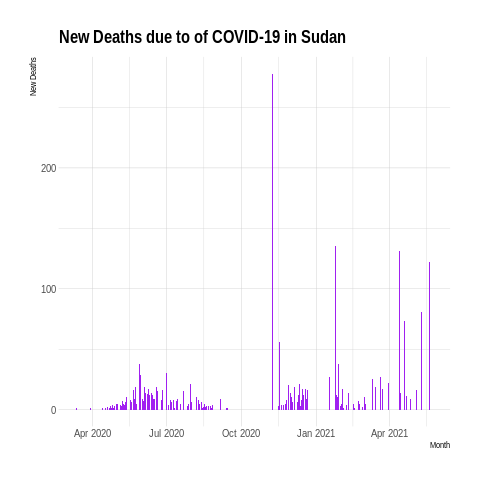 New Deaths due to of COVID-19 in Sudan
New Deaths
200
100
0
Apr 2020 Jul 2020 Oct 2020 Jan 2021 Apr 2021
Month